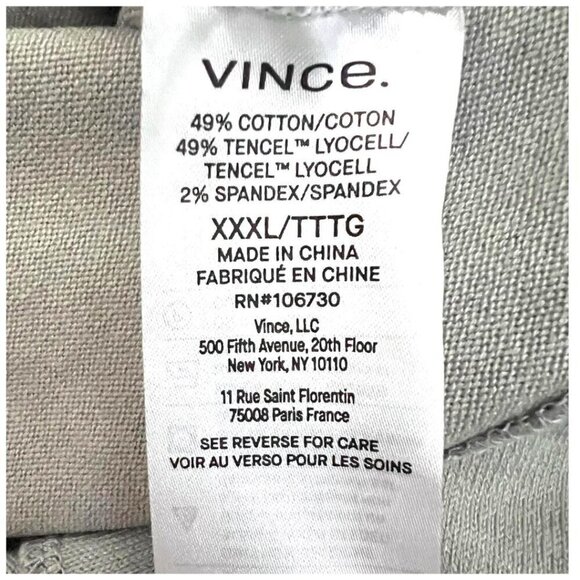 VINCe.
49% COTTON/COTON
49% TENCEL™ LYOCELL/
TENCEL™ LYOCELL
2% SPANDEX/SPANDEX
XXXL/TTTG
MADE IN CHINA
FABRIQUÉ EN CHINE
RN#106730
Vince, LLC
500 Fifth Avenue, 20th Floor
New York, NY 10110
11 Rue Saint Florentin
75008 Paris France
SEE REVERSE FOR CARE
VOIR AU VERSO POUR LES SOINS